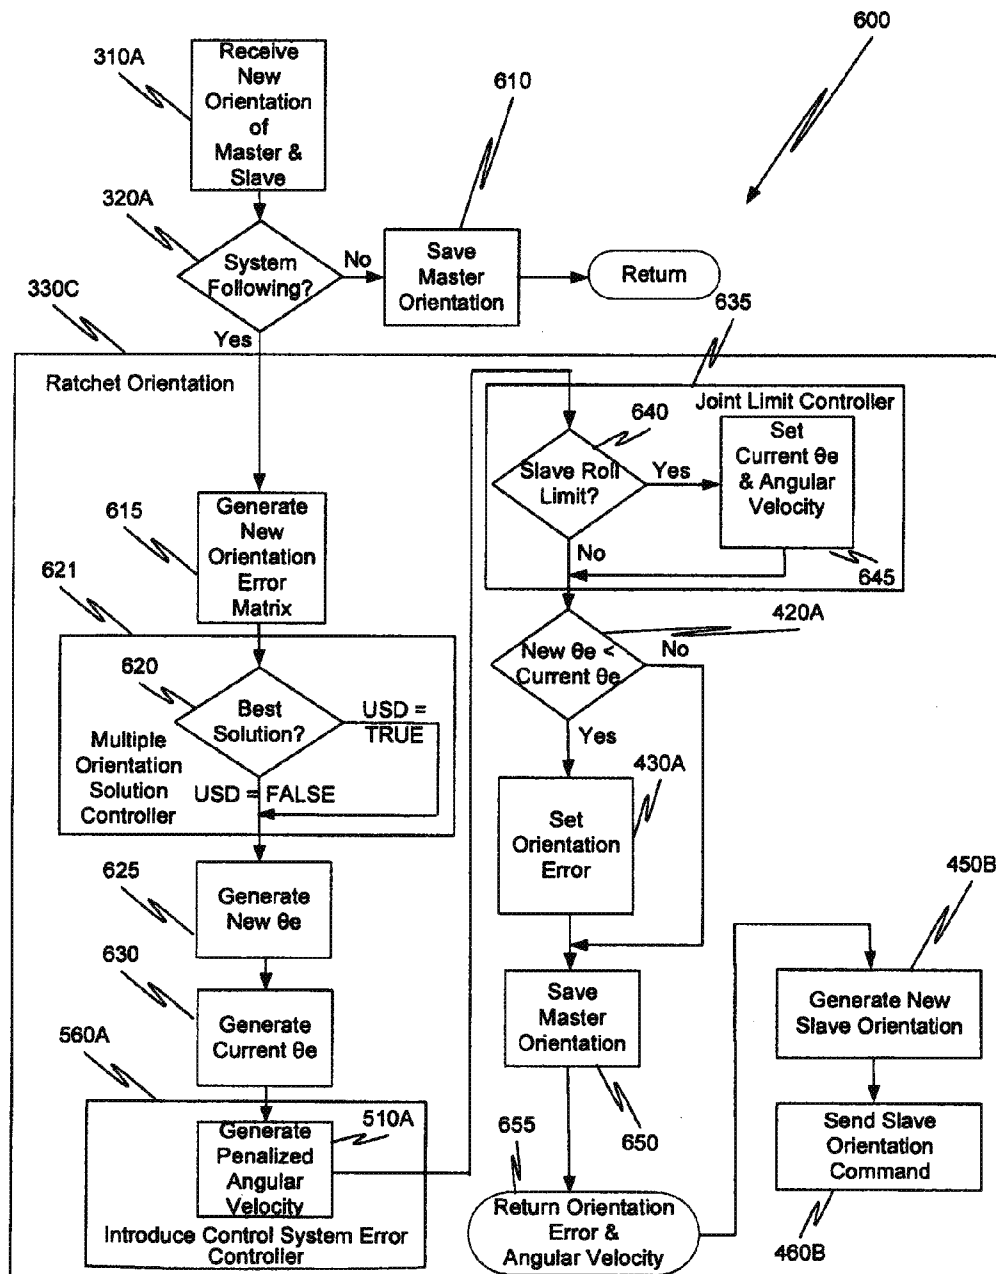 600
310A
Receive
New
Orientation
of
Master &
Slave
610
320A
System
Following?
No
Yes
Save
Master
Orientation
Return
330C
635
Ratchet Orientation
Joint Limit Controller
640
Slave Roll
Limit?
Yes
No
Set
Current θe
& Angular
Velocity
645
615
Generate
New
Orientation
Error
Matrix
621
620
Best
Solution?
USD =
TRUE
USD = FALSE
Multiple
Orientation
Solution
Controller
420A
New θe <
Current θe
No
Yes
430A
Set
Orientation
Error
625
Generate
New θe
630
Generate
Current θe
560A
510A
Generate
Penalized
Angular
Velocity
Introduce Control System Error
Controller
Save
Master
Orientation
650
655
Return Orientation
Error &
Angular Velocity
450B
Generate New
Slave Orientation
Send Slave
Orientation
Command
460B